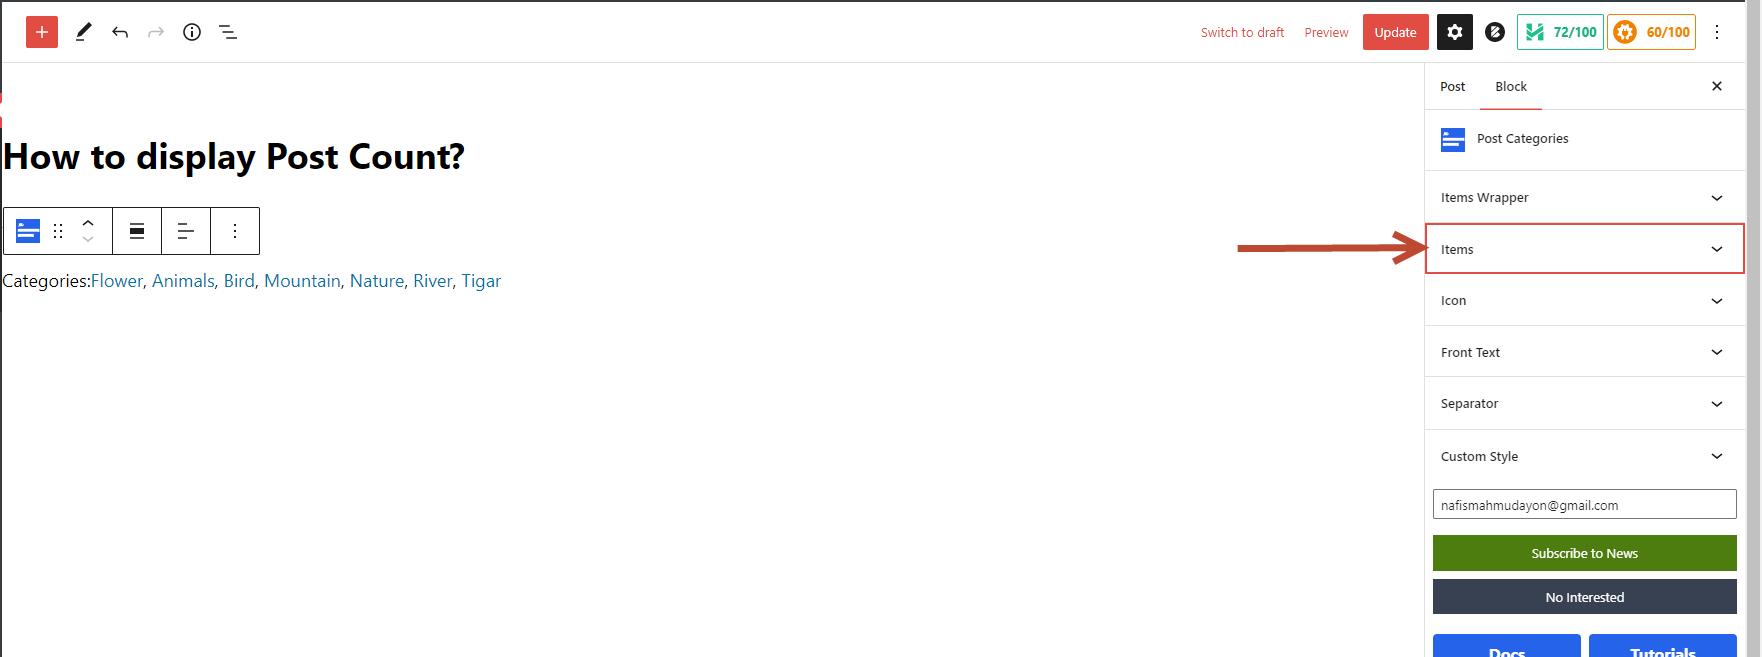 Switch to draft Preview Update 72/100 60/100
Post Block
Post Categories
How to display Post Count?
Items Wrapper
Items
Categories:Flower, Animals, Bird, Mountain, Nature, River, Tigar
Icon
Front Text
Separator
Custom Style
nafismahmudayon@gmail.com
Subscribe to News
No Interested
Docs Tutorials